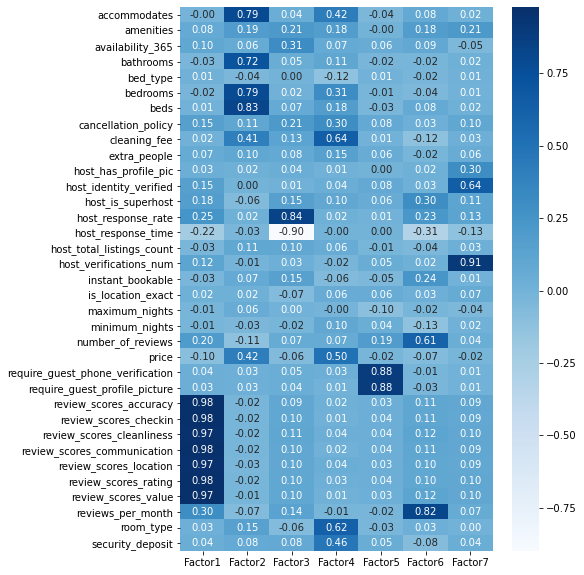 accommodates -0.00 0.79 0.04 0.42 -0.04 0.08 0.02
amenities 0.08 0.19 0.21 0.18 -0.00 0.18 0.21
availability_365 0.10 0.06 0.31 0.07 0.06 0.09 -0.05
bathrooms -0.03 0.72 0.05 0.11 -0.02 -0.02 0.02
bed_type 0.01 -0.04 0.00 -0.12 0.01 -0.02 0.01
bedrooms -0.02 0.79 0.02 0.31 -0.01 -0.04 0.01
beds 0.01 0.83 0.07 0.18 -0.03 0.08 0.02
cancellation_policy 0.15 0.11 0.21 0.30 0.08 0.03 0.10
cleaning_fee 0.02 0.41 0.13 0.64 0.01 -0.12 0.03
extra_people 0.07 0.10 0.08 0.15 0.06 -0.02 0.06
host_has_profile_pic 0.03 0.02 0.04 0.01 0.00 0.02 0.30
host_identity_verified 0.15 0.00 0.01 0.04 0.08 0.03 0.64
host_is_superhost 0.18 -0.06 0.15 0.10 0.06 0.30 0.11
host_response_rate 0.25 0.02 0.84 0.02 0.01 0.23 0.13
host_response_time -0.22 -0.03 -0.90 -0.00 0.00 -0.31 -0.13
host_total_listings_count -0.03 0.11 0.10 0.06 -0.01 -0.04 0.03
host_verifications_num 0.12 -0.01 0.03 -0.02 0.05 0.02 0.91
instant_bookable -0.03 0.07 0.15 -0.06 -0.05 0.24 0.01
is_location_exact 0.02 0.02 -0.07 0.06 0.06 0.03 0.07
maximum_nights -0.01 0.06 0.00 -0.00 -0.10 -0.02 -0.04
minimum_nights -0.01 -0.03 -0.02 0.10 0.04 -0.13 0.02
number_of_reviews 0.20 -0.11 0.07 0.07 0.19 0.61 0.04
price -0.10 0.42 -0.06 0.50 -0.02 -0.07 -0.02
require_guest_phone_verification 0.04 0.03 0.05 0.03 0.88 -0.01 0.01
require_guest_profile_picture 0.03 0.03 0.04 0.01 0.88 -0.03 0.01
review_scores_accuracy 0.98 -0.02 0.09 0.02 0.03 0.11 0.09
review_scores_checkin 0.98 -0.02 0.10 0.01 0.04 0.11 0.09
review_scores_cleanliness 0.97 -0.02 0.11 0.04 0.04 0.12 0.10
review_scores_communication 0.98 -0.02 0.10 0.02 0.04 0.11 0.09
review_scores_location 0.97 -0.03 0.10 0.04 0.03 0.10 0.09
review_scores_rating 0.98 -0.02 0.10 0.03 0.04 0.10 0.10
review_scores_value 0.97 -0.01 0.10 0.01 0.03 0.12 0.10
reviews_per_month 0.30 -0.07 0.14 -0.01 -0.02 0.82 0.07
room_type 0.03 0.15 -0.06 0.62 -0.03 0.03 0.00
security_deposit 0.04 0.08 0.08 0.46 0.05 -0.08 0.04
Factor1 Factor2 Factor3 Factor4 Factor5 Factor6 Factor7
0.75
0.50
0.25
0.00
-0.25
-0.50
-0.75